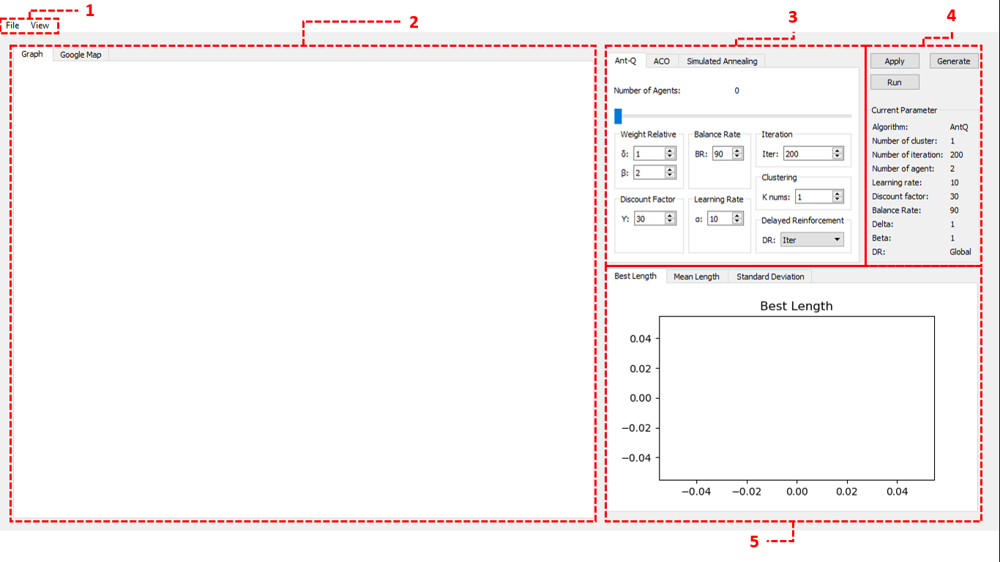 1
2
3
4
File View
Graph Google Map
Ant-Q ACO Simulated Annealing
Number of Agents: 0
Weight Relative
δ: 1
β: 2
Balance Rate
BR: 90
Iteration
Iter: 200
Clustering
K nums: 1
Discount Factor
Y: 30
Learning Rate
α: 10
Delayed Reinforcement
DR: Iter
Apply Generate
Run
Current Parameter
Algorithm: AntQ
Number of cluster: 1
Number of iteration: 200
Number of agent: 2
Learning rate: 10
Discount factor: 30
Balance Rate: 90
Delta: 1
Beta: 1
DR: Global
Best Length Mean Length Standard Deviation
Best Length
0.04
0.02
0.00
−0.02
−0.04
−0.04 −0.02 0.00 0.02 0.04
5